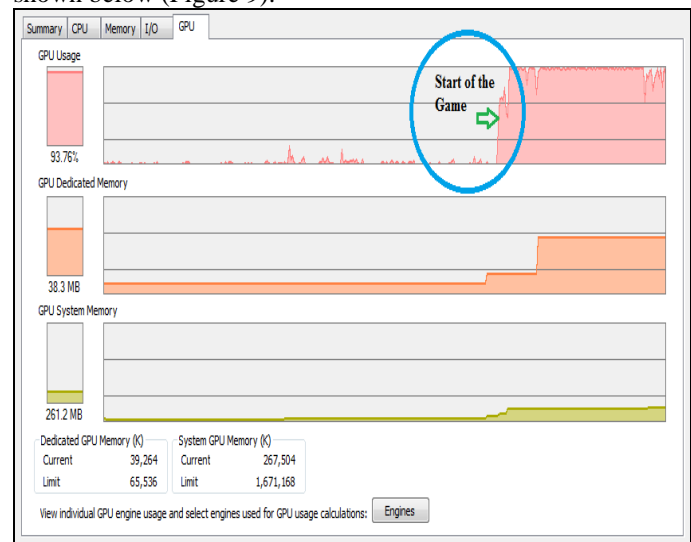 shown below (Figure 9).
Summary CPU Memory I/O GPU
GPU Usage
Start of the
Game
93.76%
GPU Dedicated Memory
38.3 MB
GPU System Memory
261.2 MB
Dedicated GPU Memory (K) System GPU Memory (K)
Current 39,264 Current 267,504
Limit 65,536 Limit 1,671,168
View individual GPU engine usage and select engines used for GPU usage calculations: Engines